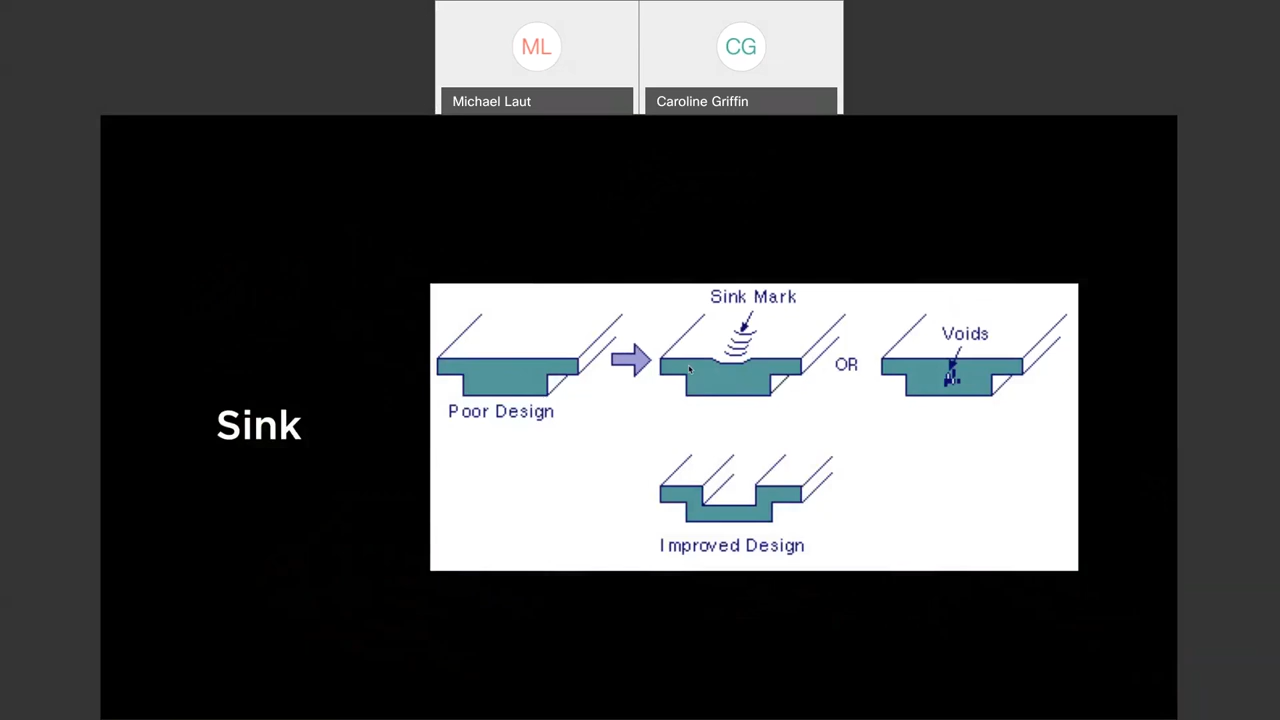 ML
CG
Michael Laut
Caroline Griffin
Sink
Sink Mark
Voids
OR
Poor Design
Improved Design